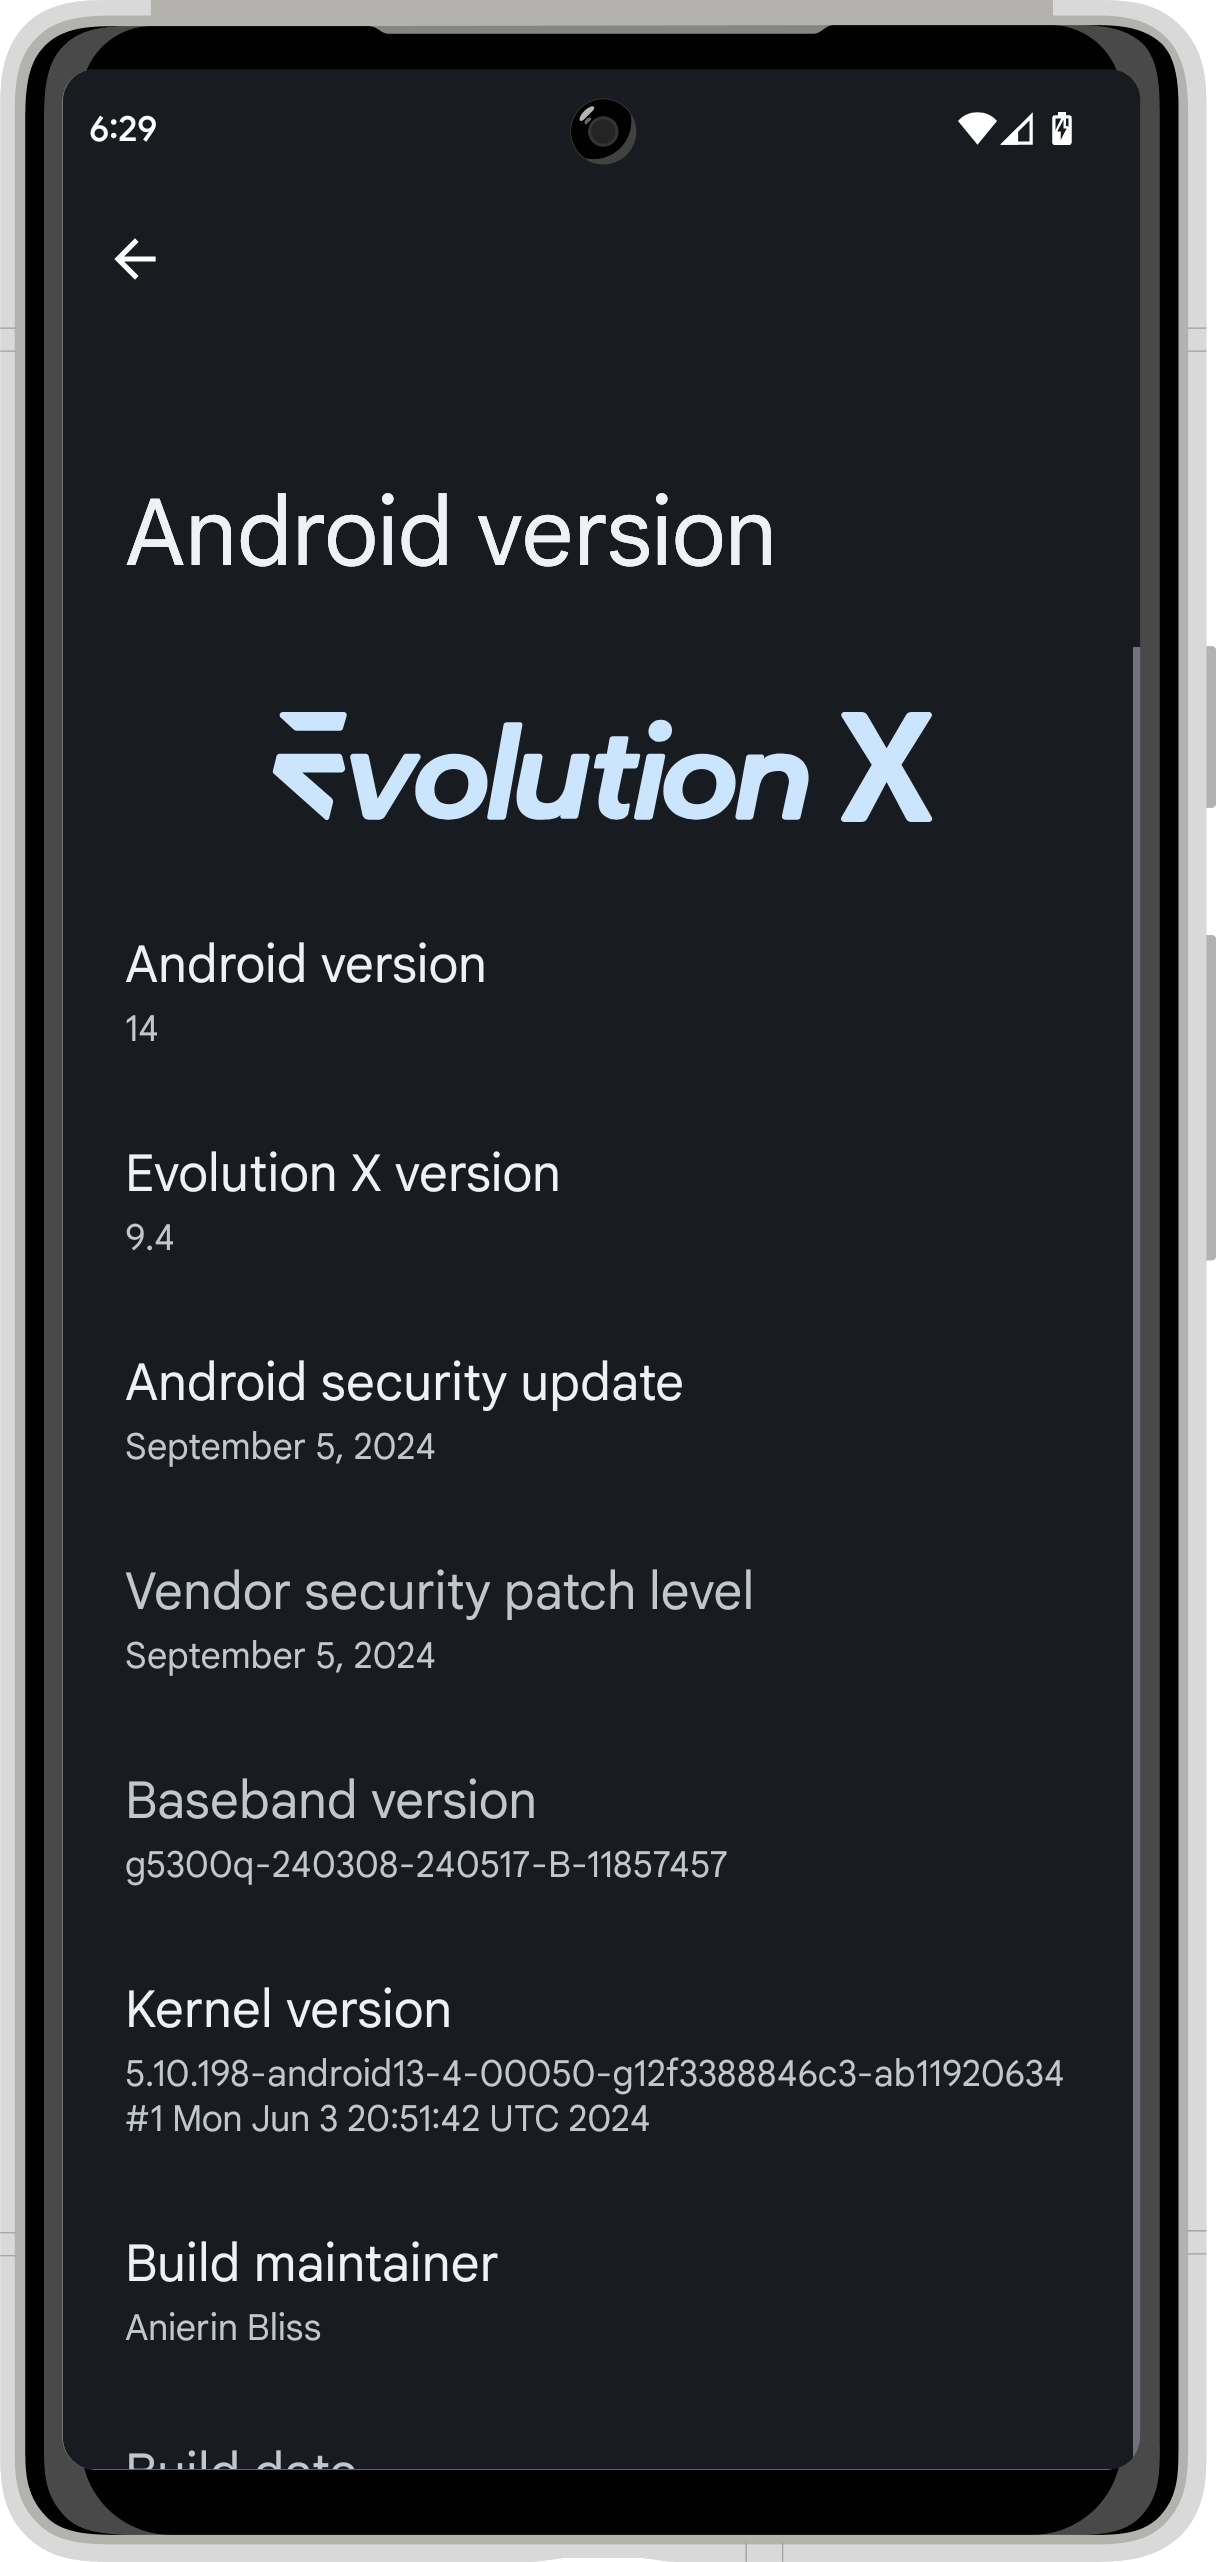 6:29
Android version
Evolution X
Android version
14
Evolution X version
9.4
Android security update
September 5, 2024
Vendor security patch level
September 5, 2024
Baseband version
g5300q-240308-240517-B-11857457
Kernel version
5.10.198-android13-4-00050-g12f3388846c3-ab11920634
#1 Mon Jun 3 20:51:42 UTC 2024
Build maintainer
Anierin Bliss
Build date